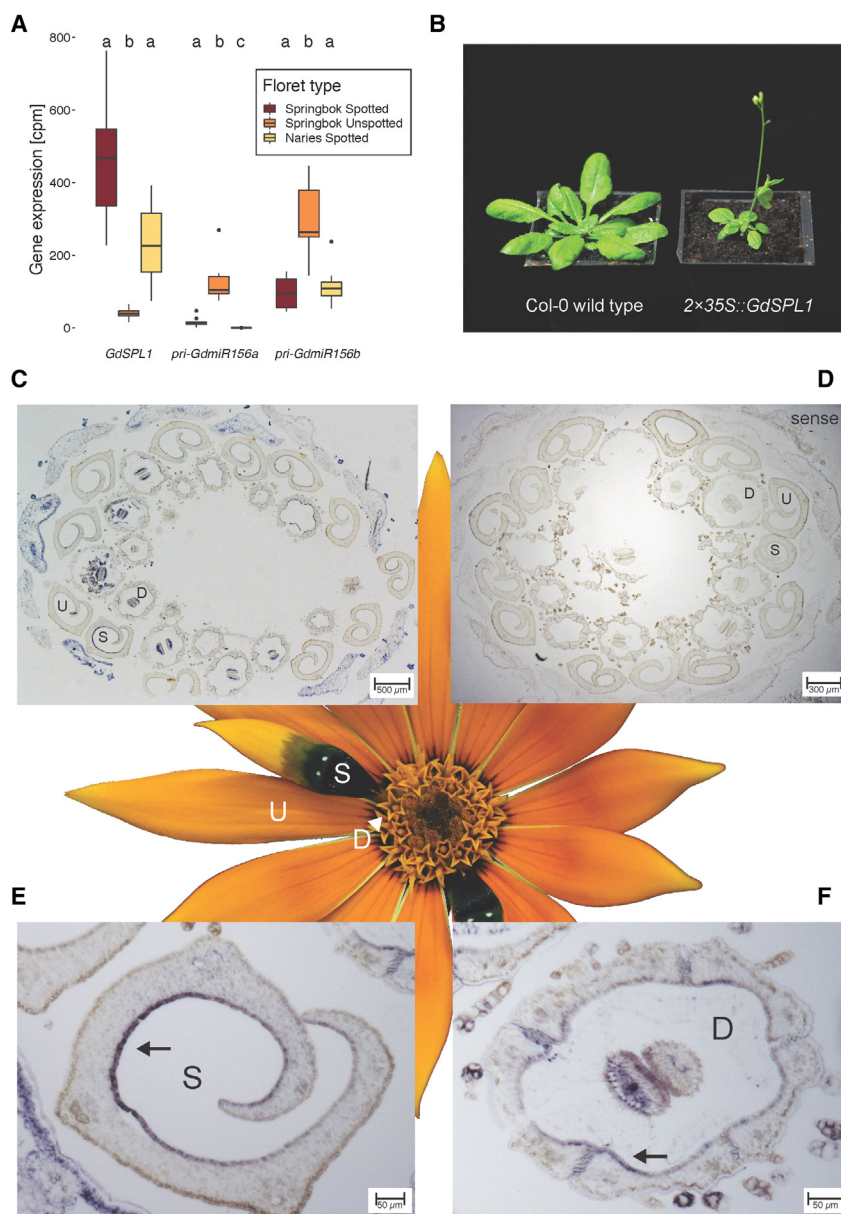 A
B
800
600
400
200
0
Gene expression [cpm]
a b a a b c a b a
Floret type
Springbok Spotted
Springbok Unspotted
Naries Spotted
GdSPL1 pri-GdmiR156a pri-GdmiR156b
Col-0 wild type
2×35S::GdSPL1
C
D
U
S
D
500 µm
sense
D
U
S
300 µm
S
U
D
E
F
S
50 µm
D
50 µm